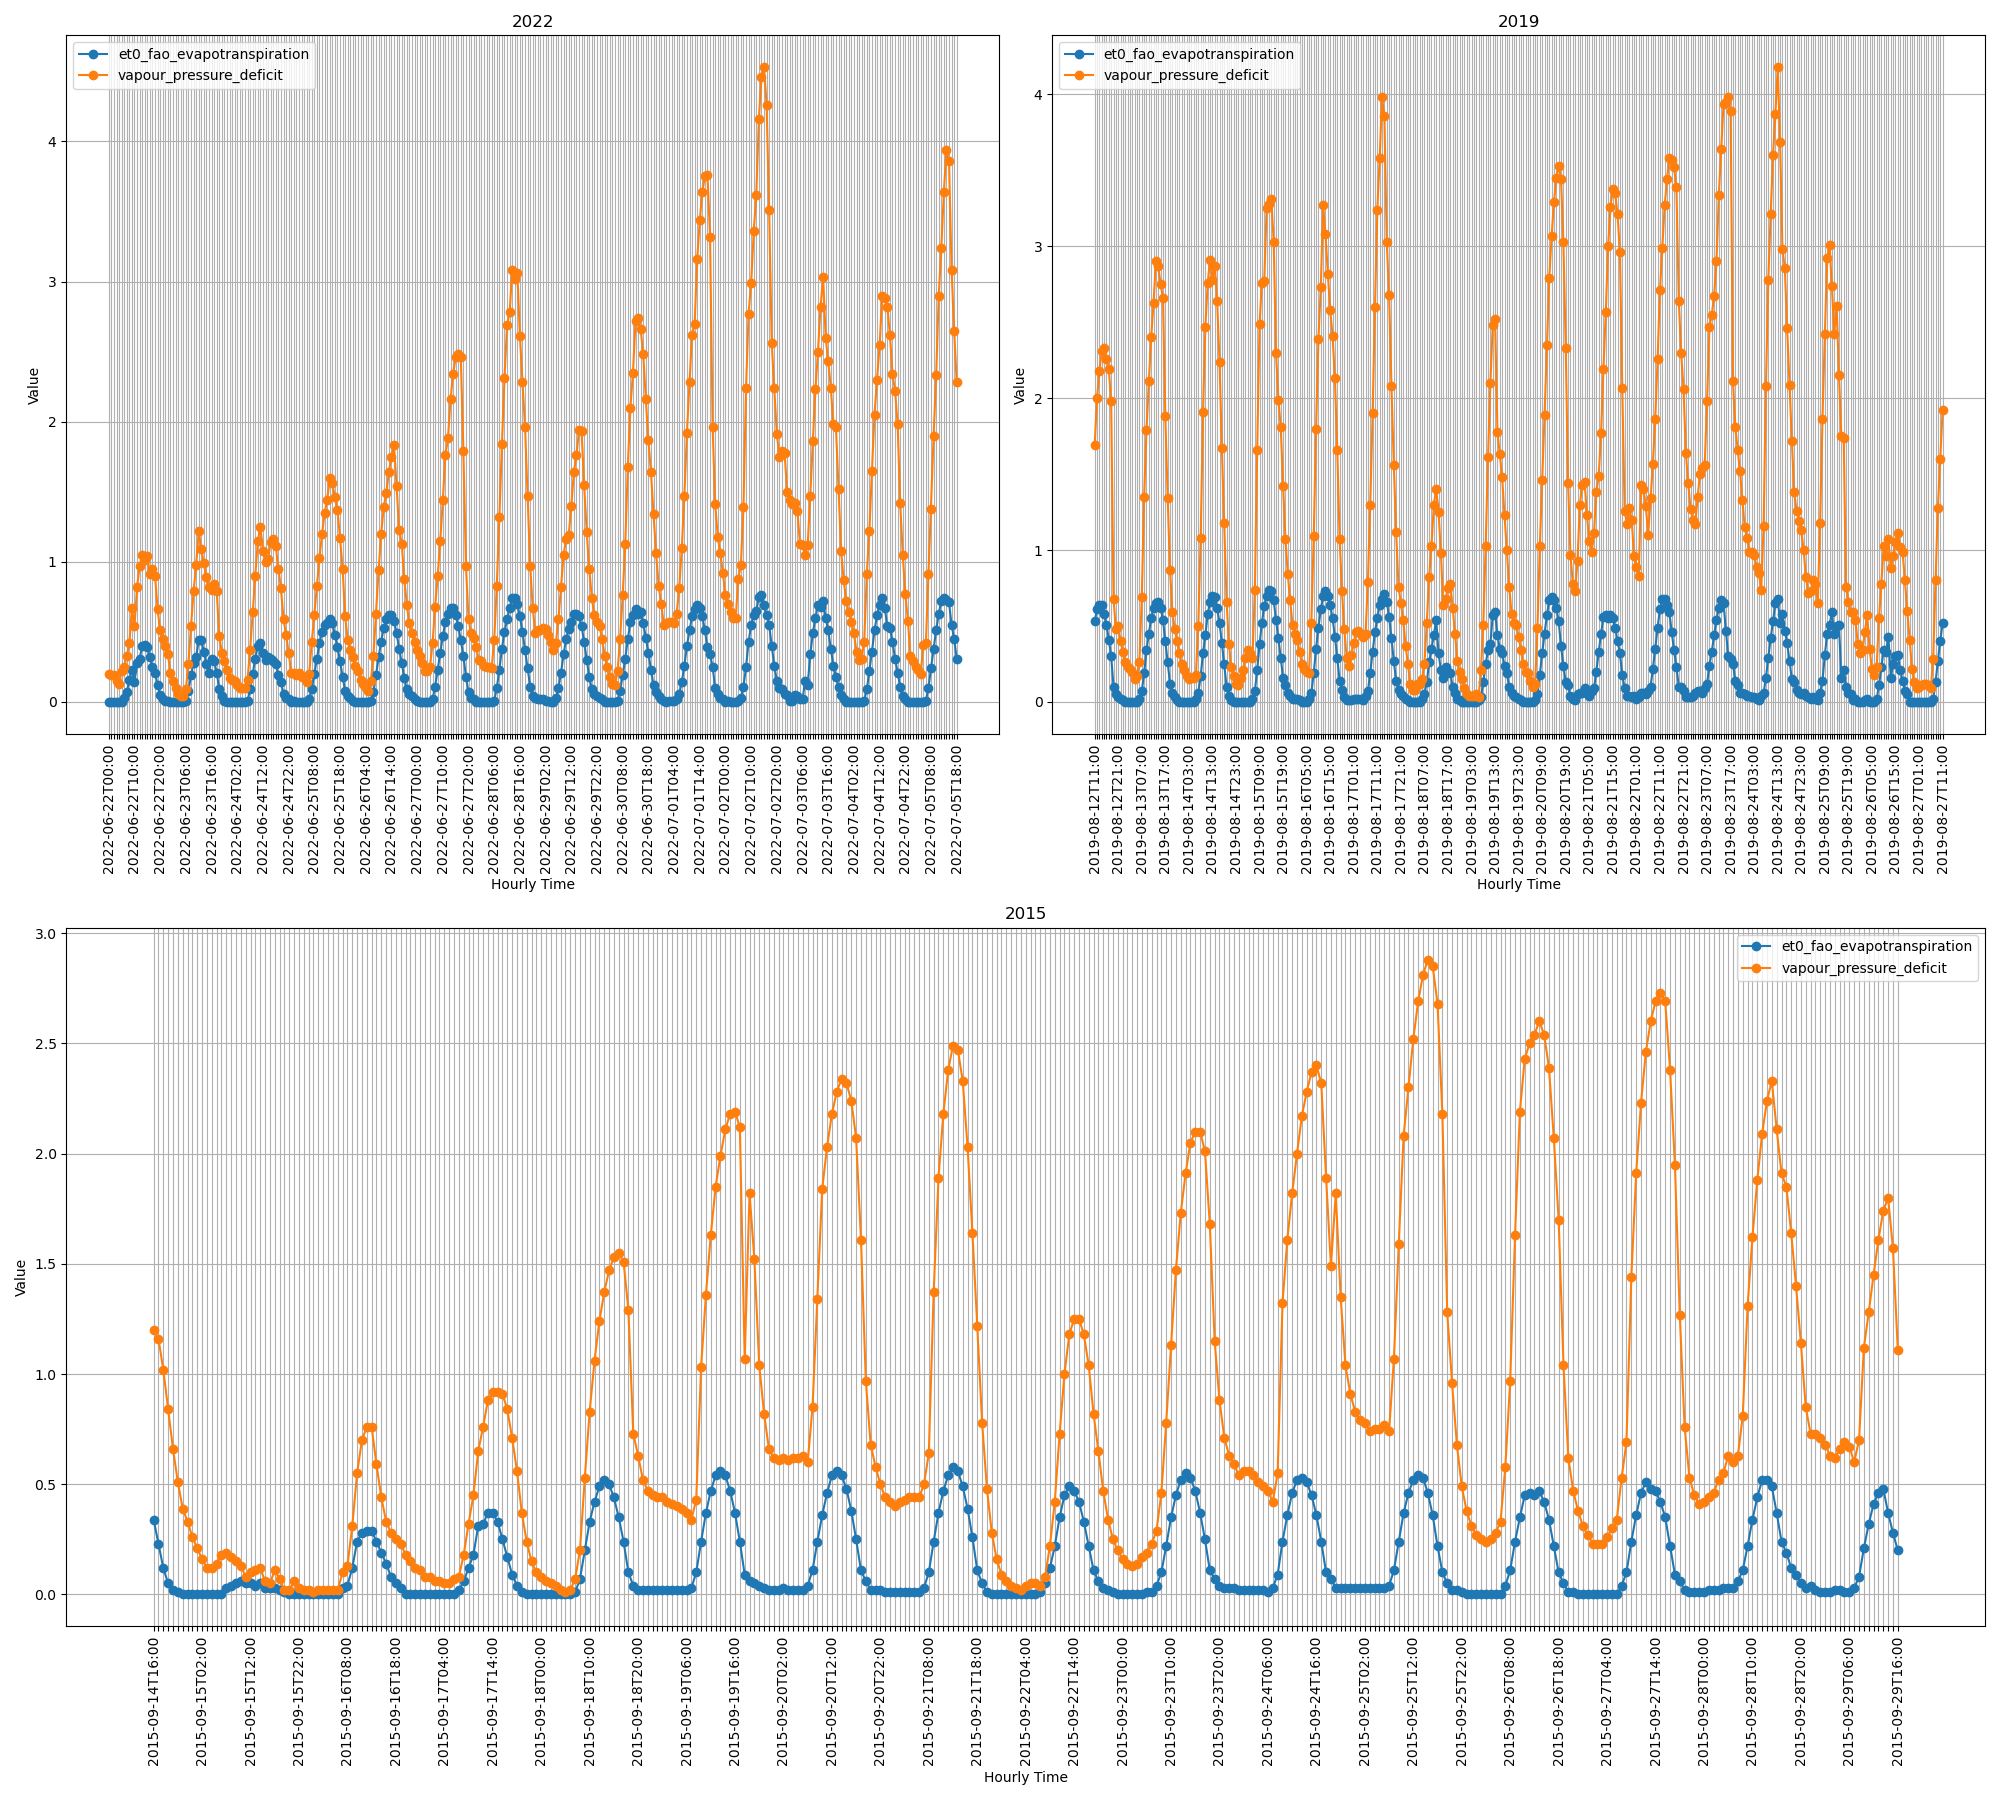 2022
et0_fao_evapotranspiration
vapour_pressure_deficit
4
3
2
1
0
Value
2022-06-22T00:00
2022-06-22T10:00
2022-06-22T20:00
2022-06-23T06:00
2022-06-23T16:00
2022-06-24T02:00
2022-06-24T12:00
2022-06-24T22:00
2022-06-25T08:00
2022-06-25T18:00
2022-06-26T04:00
2022-06-26T14:00
2022-06-27T00:00
2022-06-27T10:00
2022-06-27T20:00
2022-06-28T06:00
2022-06-28T16:00
2022-06-29T02:00
2022-06-29T12:00
2022-06-29T22:00
2022-06-30T08:00
2022-06-30T18:00
2022-07-01T04:00
2022-07-01T14:00
2022-07-02T00:00
2022-07-02T10:00
2022-07-02T20:00
2022-07-03T06:00
2022-07-03T16:00
2022-07-04T02:00
2022-07-04T12:00
2022-07-04T22:00
2022-07-05T08:00
2022-07-05T18:00
Hourly Time
2019
et0_fao_evapotranspiration
vapour_pressure_deficit
4
3
2
1
0
Value
2019-08-12T11:00
2019-08-12T21:00
2019-08-13T07:00
2019-08-13T17:00
2019-08-14T03:00
2019-08-14T13:00
2019-08-14T23:00
2019-08-15T09:00
2019-08-15T19:00
2019-08-16T05:00
2019-08-16T15:00
2019-08-17T01:00
2019-08-17T11:00
2019-08-17T21:00
2019-08-18T07:00
2019-08-18T17:00
2019-08-19T03:00
2019-08-19T13:00
2019-08-19T23:00
2019-08-20T09:00
2019-08-20T19:00
2019-08-21T05:00
2019-08-21T15:00
2019-08-22T01:00
2019-08-22T11:00
2019-08-22T21:00
2019-08-23T07:00
2019-08-23T17:00
2019-08-24T03:00
2019-08-24T13:00
2019-08-24T23:00
2019-08-25T09:00
2019-08-25T19:00
2019-08-26T05:00
2019-08-26T15:00
2019-08-27T01:00
2019-08-27T11:00
Hourly Time
2015
et0_fao_evapotranspiration
vapour_pressure_deficit
3.0
2.5
2.0
1.5
1.0
0.5
0.0
Value
2015-09-14T16:00
2015-09-15T02:00
2015-09-15T12:00
2015-09-15T22:00
2015-09-16T08:00
2015-09-16T18:00
2015-09-17T04:00
2015-09-17T14:00
2015-09-18T00:00
2015-09-18T10:00
2015-09-18T20:00
2015-09-19T06:00
2015-09-19T16:00
2015-09-20T02:00
2015-09-20T12:00
2015-09-20T22:00
2015-09-21T08:00
2015-09-21T18:00
2015-09-22T04:00
2015-09-22T14:00
2015-09-23T00:00
2015-09-23T10:00
2015-09-23T20:00
2015-09-24T06:00
2015-09-24T16:00
2015-09-25T02:00
2015-09-25T12:00
2015-09-25T22:00
2015-09-26T08:00
2015-09-26T18:00
2015-09-27T04:00
2015-09-27T14:00
2015-09-28T00:00
2015-09-28T10:00
2015-09-28T20:00
2015-09-29T06:00
2015-09-29T16:00
Hourly Time